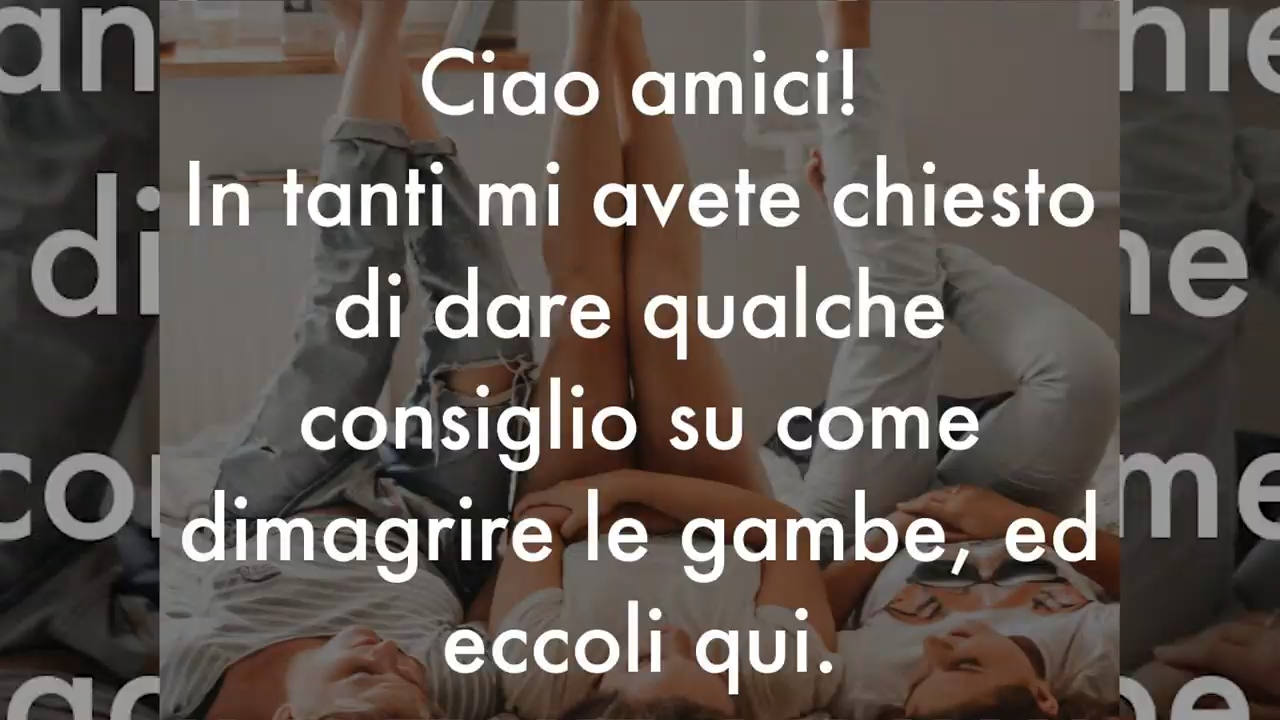 Ciao amici!
In tanti mi avete chiesto
di dare qualche
consiglio su come
dimagrire le gambe, ed
eccoli qui.